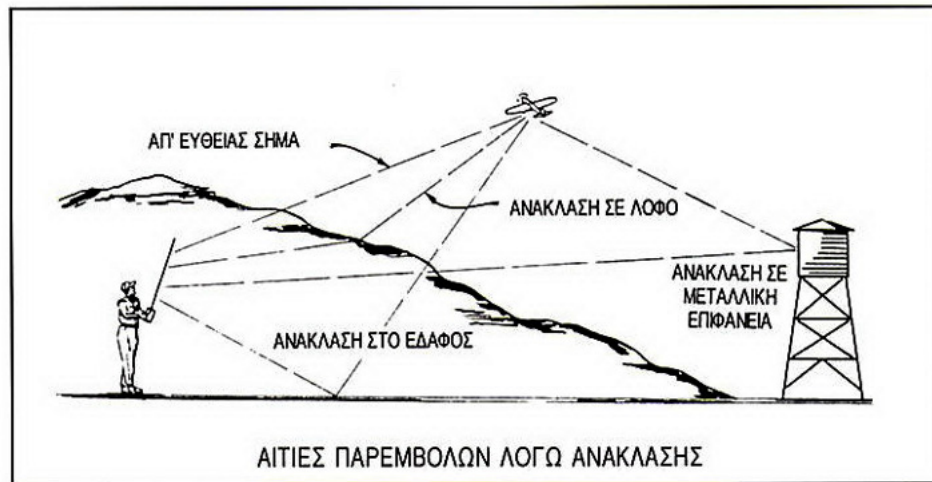 ΑΠ' ΕΥΘΕΙΑΣ ΣΗΜΑ
ΑΝΑΚΛΑΣΗ ΣΕ ΛΟΦΟ
ΑΝΑΚΛΑΣΗ ΣΕ
ΜΕΤΑΛΛΙΚΗ
ΕΠΙΦΑΝΕΙΑ
ΑΝΑΚΛΑΣΗ ΣΤΟ ΕΔΑΦΟΣ
ΑΙΤΙΕΣ ΠΑΡΕΜΒΟΛΩΝ ΛΟΓΩ ΑΝΑΚΛΑΣΗΣ